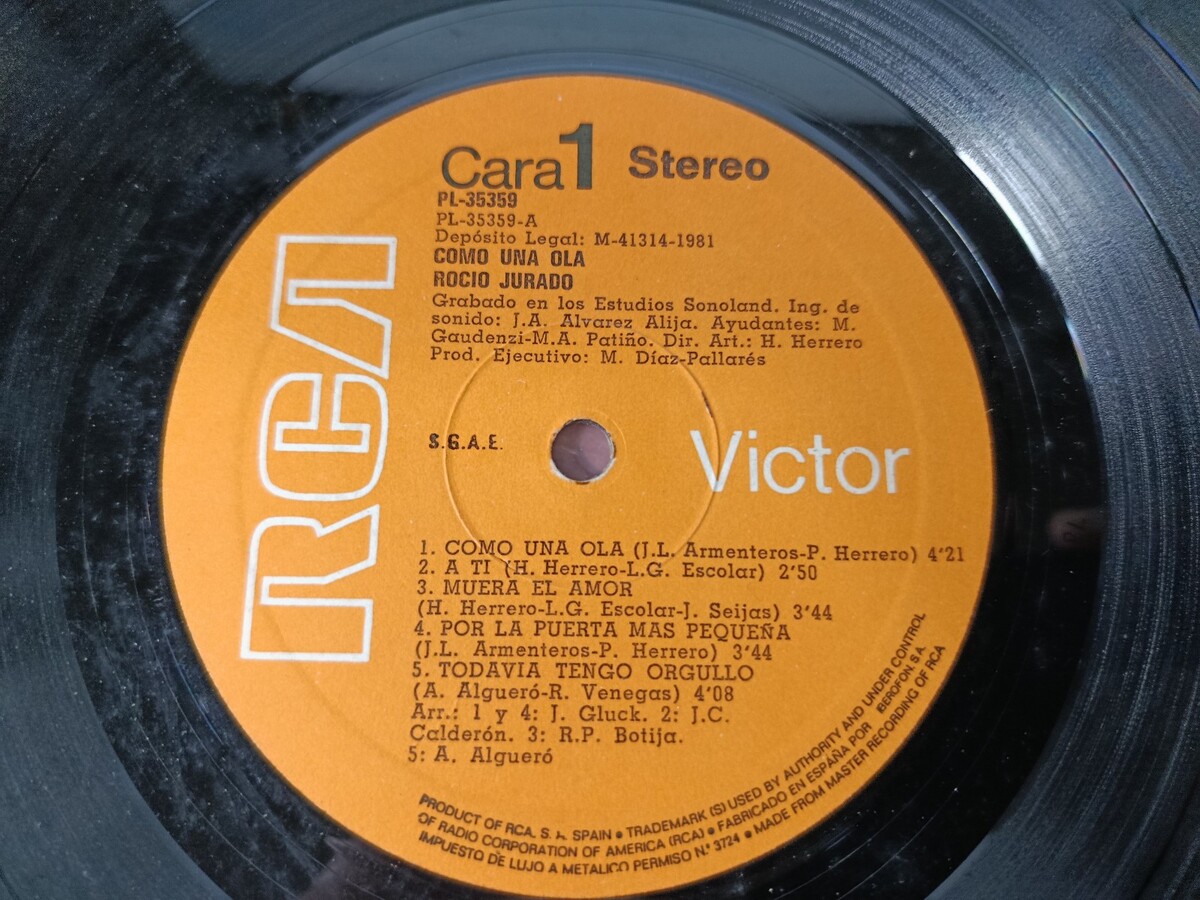 Cara 1 Stereo
PL-35359
PL-35359-A
Depósito Legal: M-41314-1981
COMO UNA OLA
ROCIO JURADO
Grabado en los Estudios Sonoland. Ing. de
sonido: J.A. Alvarez Alija. Ayudantes: M.
Gaudenzi-M.A. Patiño. Dir. Art.: H. Herrero
Prod. Ejecutivo: M. Díaz-Pallarés
RCA
S.G.A.E.
Victor
1. COMO UNA OLA (J.L. Armenteros-P. Herrero) 4'21
2. A TI (H. Herrero-L.G. Escolar) 2'50
3. MUERA EL AMOR
(H. Herrero-L.G. Escolar-J. Seijas) 3'44
4. POR LA PUERTA MAS PEQUEÑA
(J.L. Armenteros-P. Herrero) 3'44
5. TODAVIA TENGO ORGULLO
(A. Algueró-R. Venegas) 4'08
Arr.: 1 y 4: J. Gluck. 2: J.C.
Calderón. 3: R.P. Botija.
5: A. Algueró
PRODUCT OF RCA, S. A. SPAIN • TRADEMARK (S) USED BY AUTHORITY AND UNDER CONTROL
OF RADIO CORPORATION OF AMERICA (RCA) • FABRICADO EN ESPAÑA POR IBEROFON, S.A.
IMPUESTO DE LUJO A METALICO PERMISO N.º 3724 • MADE FROM MASTER RECORDING OF RCA